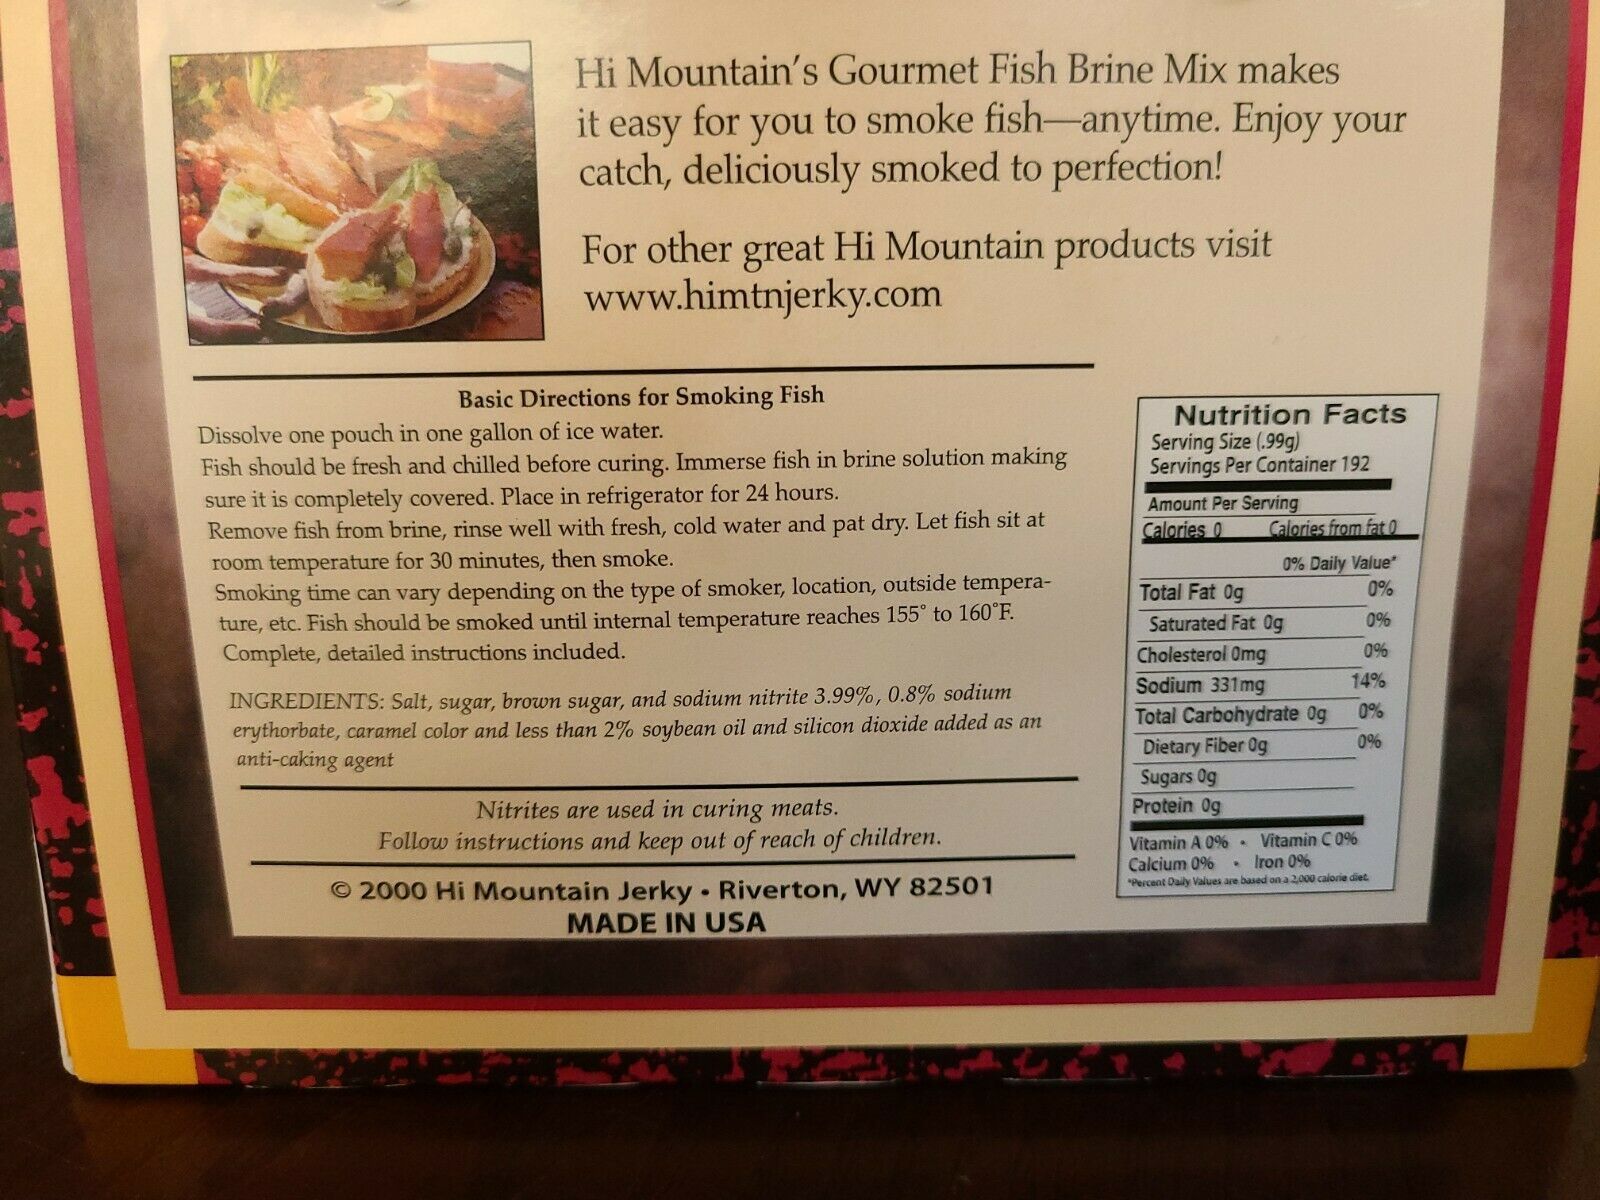 Hi Mountain's Gourmet Fish Brine Mix makes
it easy for you to smoke fish—anytime. Enjoy your
catch, deliciously smoked to perfection!
For other great Hi Mountain products visit
www.himtnjerky.com
Basic Directions for Smoking Fish
Dissolve one pouch in one gallon of ice water.
Fish should be fresh and chilled before curing. Immerse fish in brine solution making
sure it is completely covered. Place in refrigerator for 24 hours.
Remove fish from brine, rinse well with fresh, cold water and pat dry. Let fish sit at
room temperature for 30 minutes, then smoke.
Smoking time can vary depending on the type of smoker, location, outside tempera-
ture, etc. Fish should be smoked until internal temperature reaches 155° to 160°F.
Complete, detailed instructions included.
INGREDIENTS: Salt, sugar, brown sugar, and sodium nitrite 3.99%, 0.8% sodium
erythorbate, caramel color and less than 2% soybean oil and silicon dioxide added as an
anti-caking agent
Nitrites are used in curing meats.
Follow instructions and keep out of reach of children.
© 2000 Hi Mountain Jerky • Riverton, WY 82501
MADE IN USA
Nutrition Facts
Serving Size (.99g)
Servings Per Container 192
Amount Per Serving
Calories 0 Calories from fat 0
0% Daily Value*
Total Fat 0g 0%
Saturated Fat 0g 0%
Cholesterol 0mg 0%
Sodium 331mg 14%
Total Carbohydrate 0g 0%
Dietary Fiber 0g 0%
Sugars 0g
Protein 0g
Vitamin A 0% • Vitamin C 0%
Calcium 0% • Iron 0%
*Percent Daily Values are based on a 2,000 calorie diet.